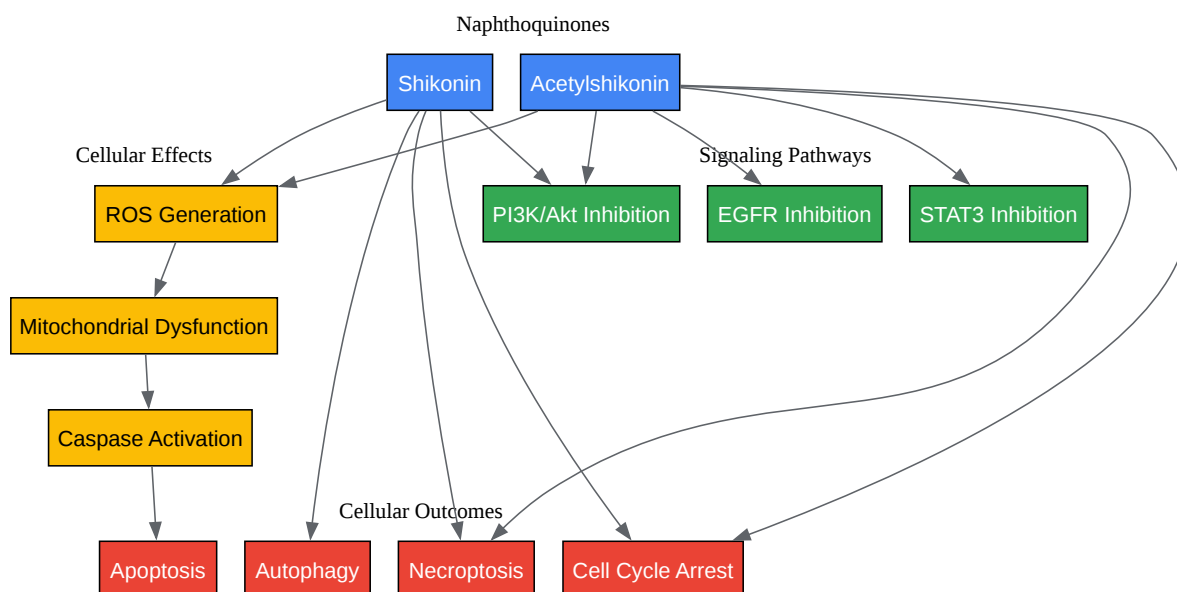 Naphthoquinones
Shikonin
Acetylshikonin
Cellular Effects
Signaling Pathways
ROS Generation
PI3K/Akt Inhibition
EGFR Inhibition
STAT3 Inhibition
Mitochondrial Dysfunction
Caspase Activation
Cellular Outcomes
Apoptosis
Autophagy
Necroptosis
Cell Cycle Arrest